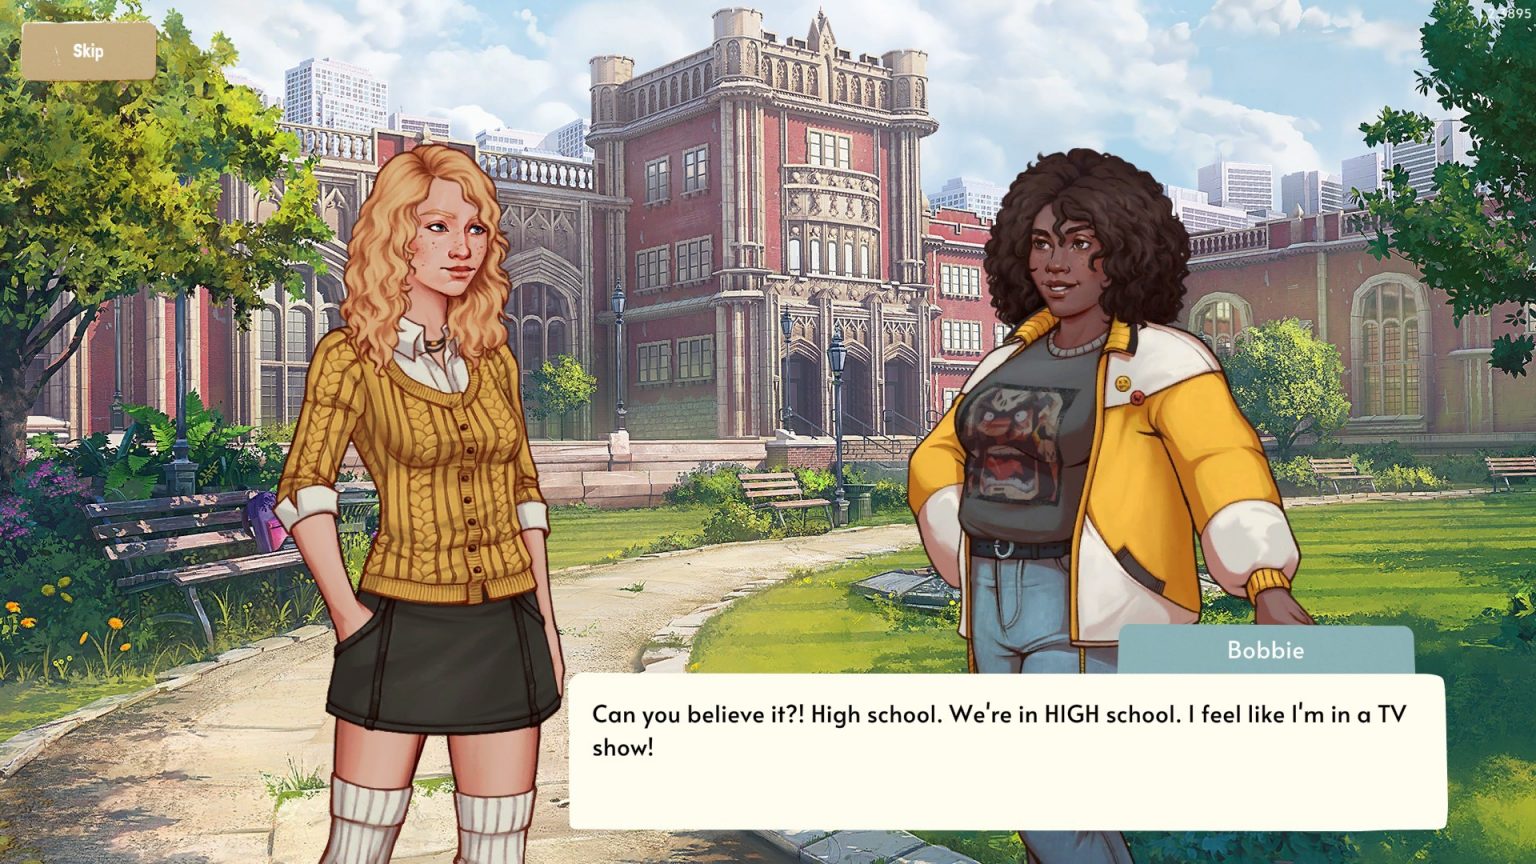 Skip
Bobbie
Can you believe it?! High school. We're in HIGH school. I feel like I'm in a TV
show!